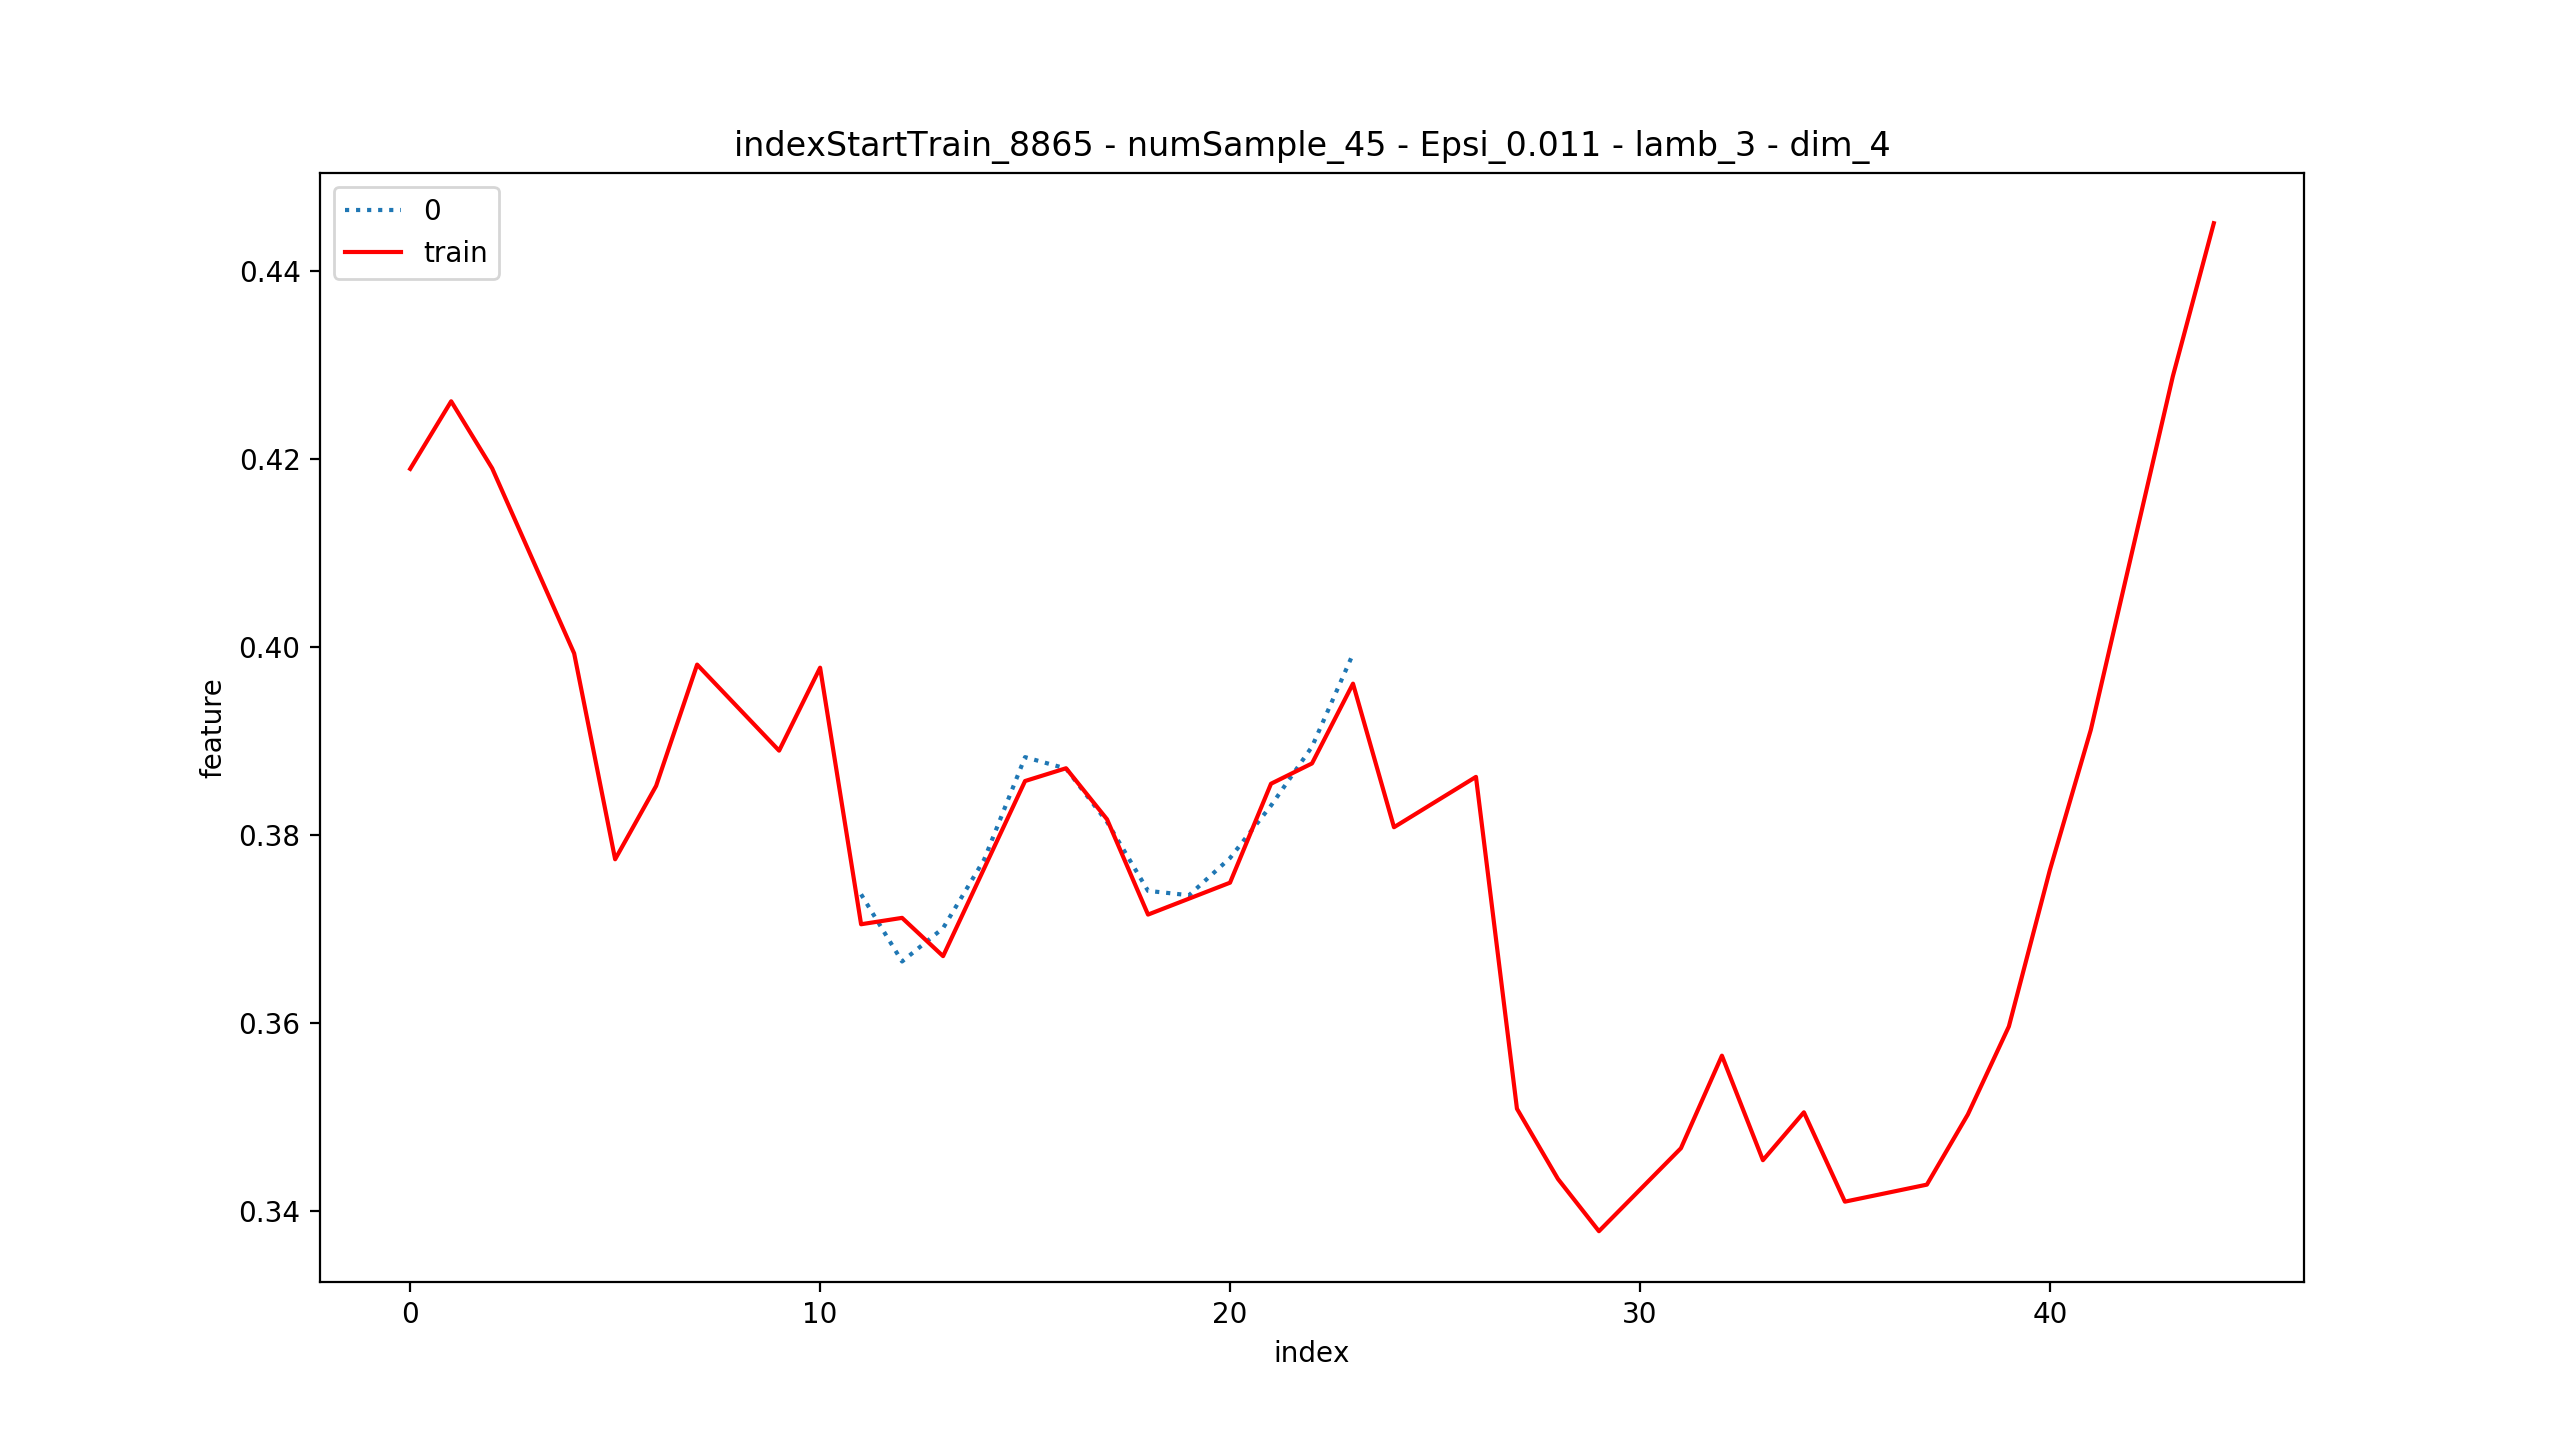 indexStartTrain_8865 - numSample_45 - Epsi_0.011 - lamb_3 - dim_4
0
train
0.44
0.42
0.40
0.38
0.36
0.34
feature
0 10 20 30 40
index